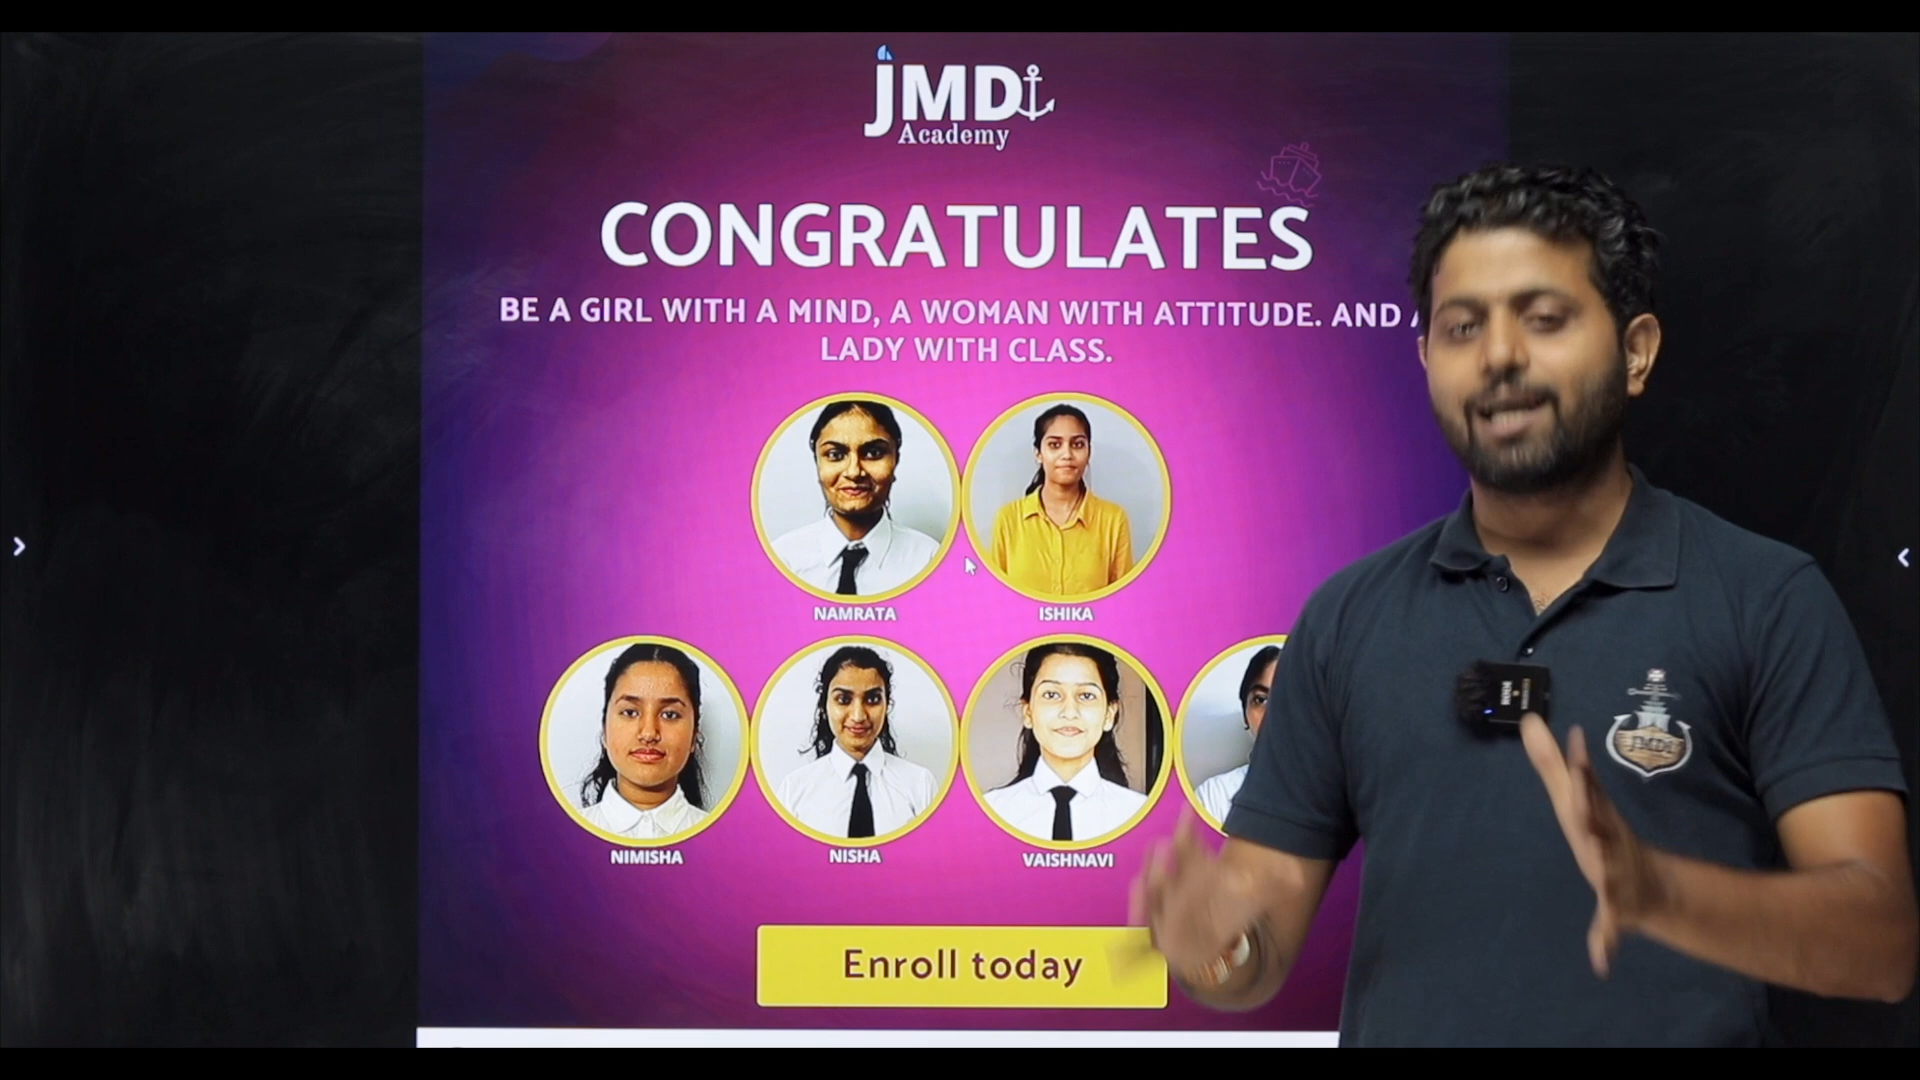 JMD
Academy
CONGRATULATES
BE A GIRL WITH A MIND, A WOMAN WITH ATTITUDE. AND
LADY WITH CLASS.
NAMRATA
ISHIKA
NIMISHA
NISHA
VAISHNAVI
Enroll today
JMD